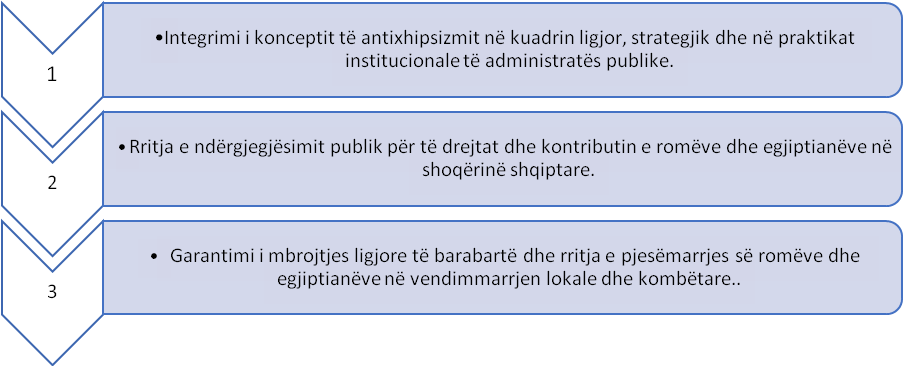 1
•Integrimi i konceptit të antixhipsizmit në kuadrin ligjor, strategjik dhe në praktikat
institucionale të administratës publike.
2
• Rritja e ndërgjegjësimit publik për të drejtat dhe kontributin e romëve dhe egjiptianëve në
shoqërinë shqiptare.
3
• Garantimi i mbrojtjes ligjore të barabartë dhe rritja e pjesëmarrjes së romëve dhe
egjiptianëve në vendimmarrjen lokale dhe kombëtare..